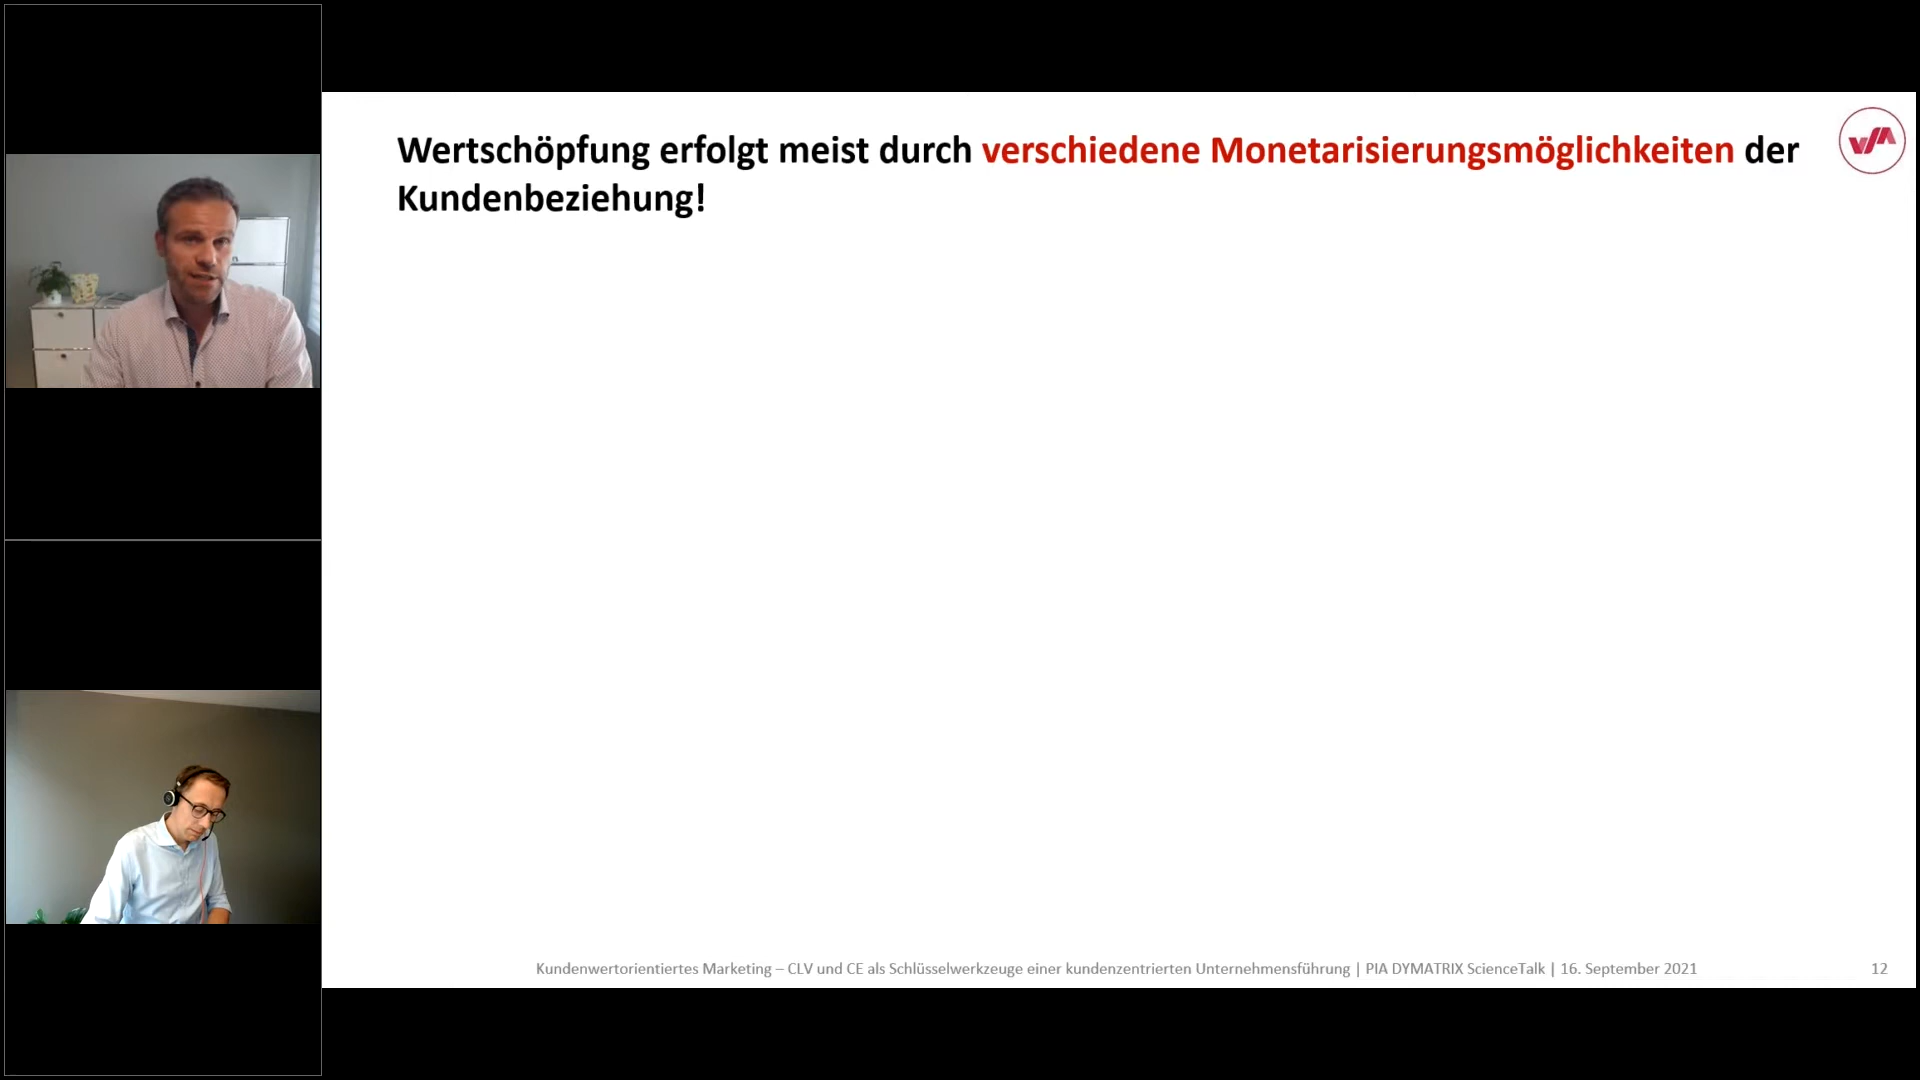 Wertschöpfung erfolgt meist durch verschiedene Monetarisierungsmöglichkeiten der
Kundenbeziehung!
Kundenwertorientiertes Marketing – CLV und CE als Schlüsselwerkzeuge einer kundenzentrierten Unternehmensführung | PIA DYMATRIX ScienceTalk | 16. September 2021
12